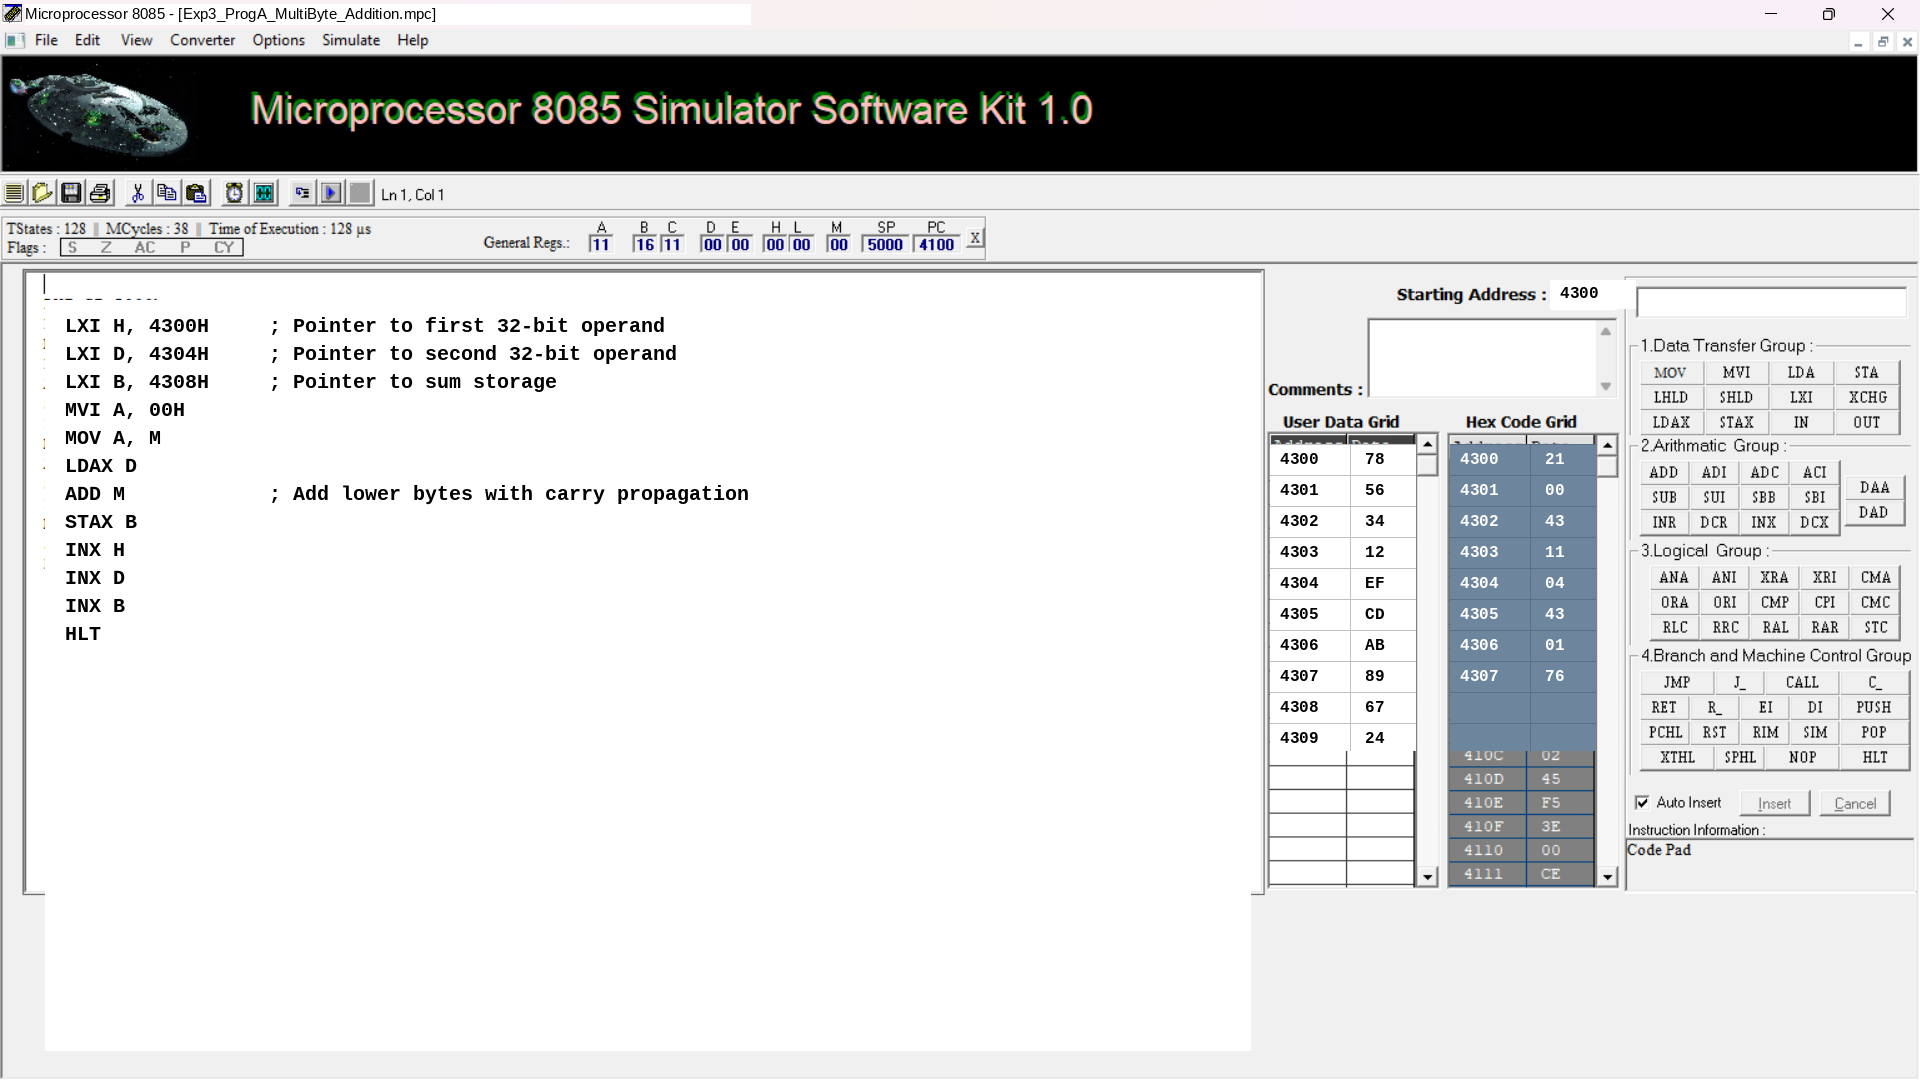 Microprocessor 8085 - [Exp3_ProgA_MultiByte_Addition.mpc]
File Edit View Converter Options Simulate Help
Microprocessor 8085 Simulator Software Kit 1.0
Ln 1, Col 1
TStates : 128 MCycles : 38 Time of Execution : 128 µs
Flags : S Z AC P CY
General Regs.:
A B C D E H L M SP PC
11 16 11 00 00 00 00 00 5000 4100 X
LXI H, 4300H ; Pointer to first 32-bit operand
LXI D, 4304H ; Pointer to second 32-bit operand
LXI B, 4308H ; Pointer to sum storage
MVI A, 00H
MOV A, M
LDAX D
ADD M ; Add lower bytes with carry propagation
STAX B
INX H
INX D
INX B
HLT
Starting Address : 4300
Comments :
User Data Grid
4300 78
4301 56
4302 34
4303 12
4304 EF
4305 CD
4306 AB
4307 89
4308 67
4309 24
Hex Code Grid
4300 21
4301 00
4302 43
4303 11
4304 04
4305 43
4306 01
4307 76
410C 02
410D 45
410E F5
410F 3E
4110 00
4111 CE
1.Data Transfer Group :
MOV MVI LDA STA
LHLD SHLD LXI XCHG
LDAX STAX IN OUT
2.Arithmatic Group :
ADD ADI ADC ACI
SUB SUI SBB SBI
INR DCR INX DCX
DAA
DAD
3.Logical Group :
ANA ANI XRA XRI CMA
ORA ORI CMP CPI CMC
RLC RRC RAL RAR STC
4.Branch and Machine Control Group
JMP J_ CALL C_
RET R_ EI DI PUSH
PCHL RST RIM SIM POP
XTHL SPHL NOP HLT
Auto Insert Insert Cancel
Instruction Information :
Code Pad